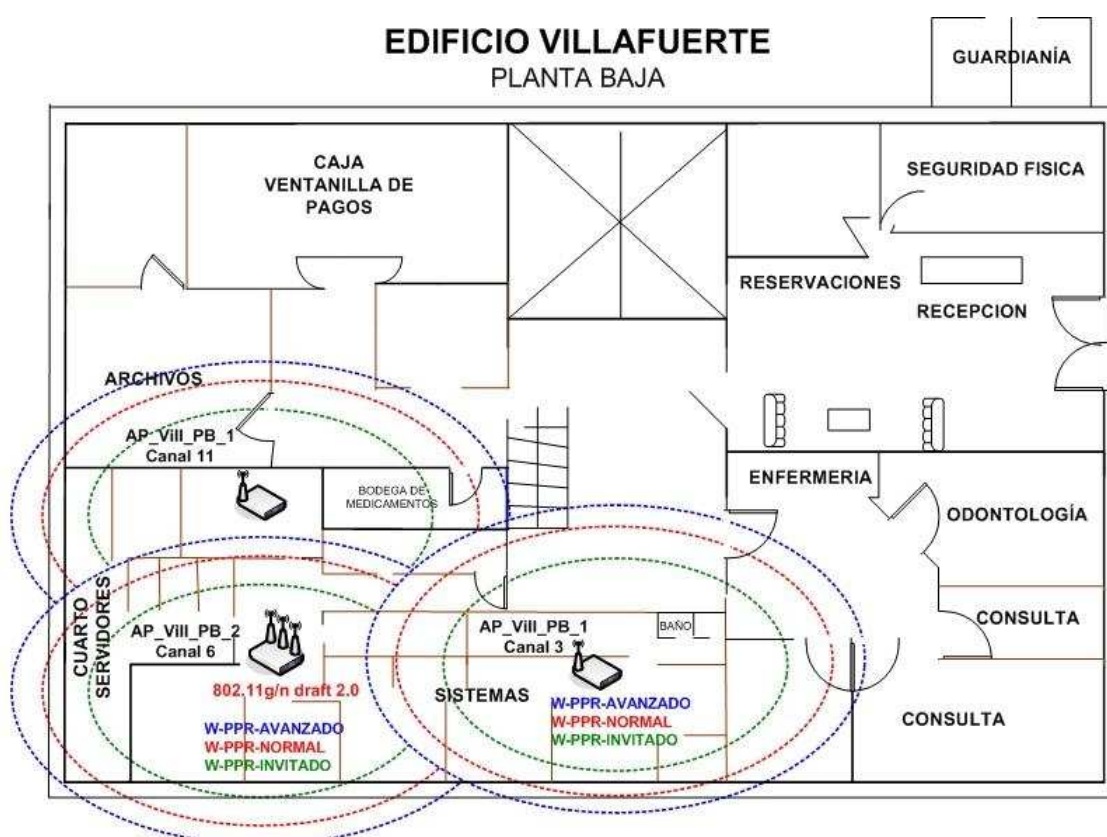 EDIFICIO VILLAFUERTE
PLANTA BAJA
GUARDIANÍA
CAJA
VENTANILLA DE
PAGOS
SEGURIDAD FISICA
RESERVACIONES
RECEPCION
ARCHIVOS
AP_Vill_PB_1
Canal 11
BODEGA DE
MEDICAMENTOS
ENFERMERIA
ODONTOLOGÍA
CUARTO
SERVIDORES
AP_Vill_PB_2
Canal 6
802.11g/n draft 2.0
W-PPR-AVANZADO
W-PPR-NORMAL
W-PPR-INVITADO
AP_Vill_PB_1
Canal 3
BAÑO
SISTEMAS
W-PPR-AVANZADO
W-PPR-NORMAL
W-PPR-INVITADO
CONSULTA
CONSULTA